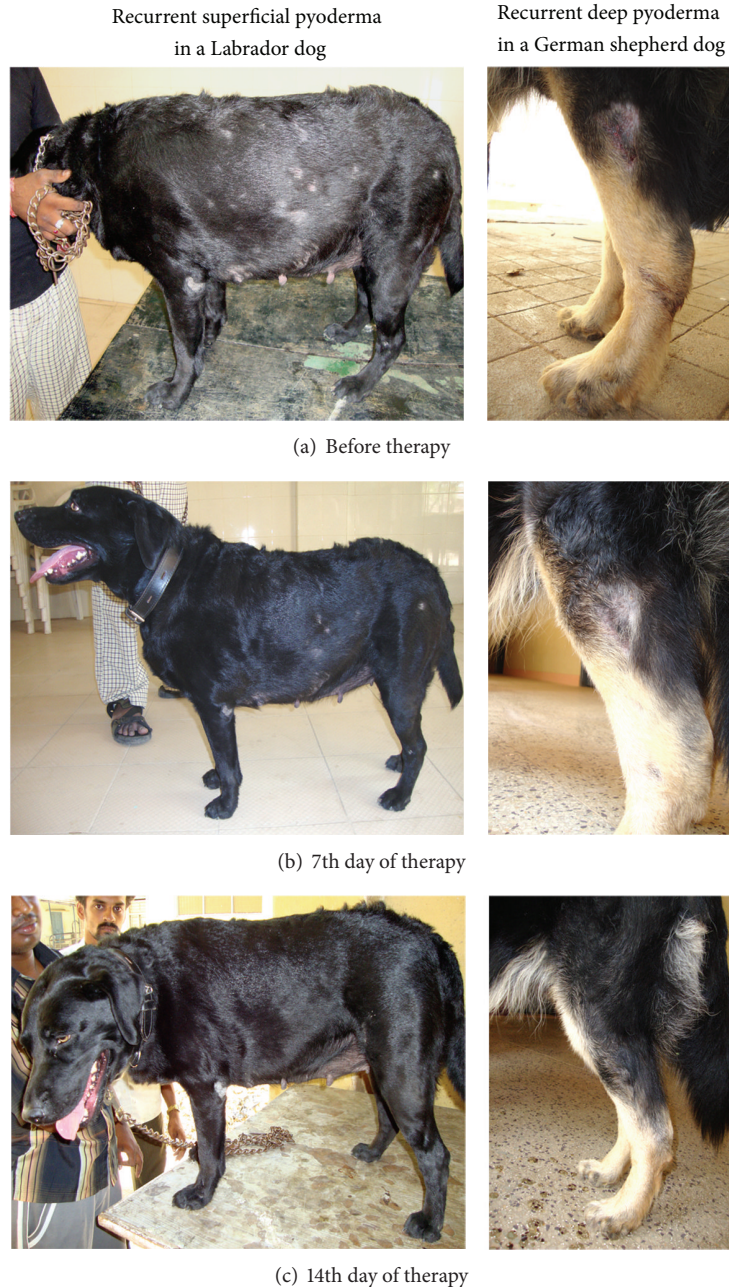 Recurrent superficial pyoderma
in a Labrador dog
Recurrent deep pyoderma
in a German shepherd dog
(a) Before therapy
(b) 7th day of therapy
(c) 14th day of therapy